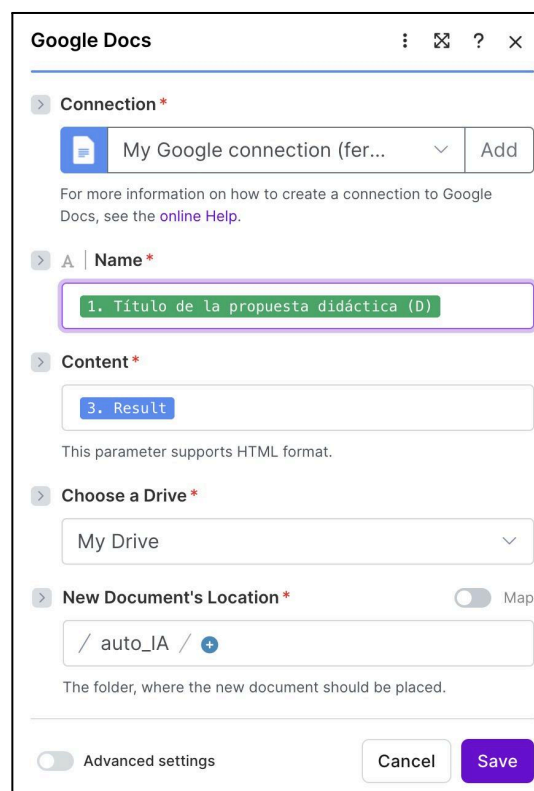 Google Docs
?
Connection *
My Google connection (fer...
Add
For more information on how to create a connection to Google
Docs, see the online Help.
A | Name *
1. Título de la propuesta didáctica (D)
Content *
3. Result
This parameter supports HTML format.
Choose a Drive *
My Drive
New Document's Location *
Map
/ auto_IA /
The folder, where the new document should be placed.
Advanced settings
Cancel
Save